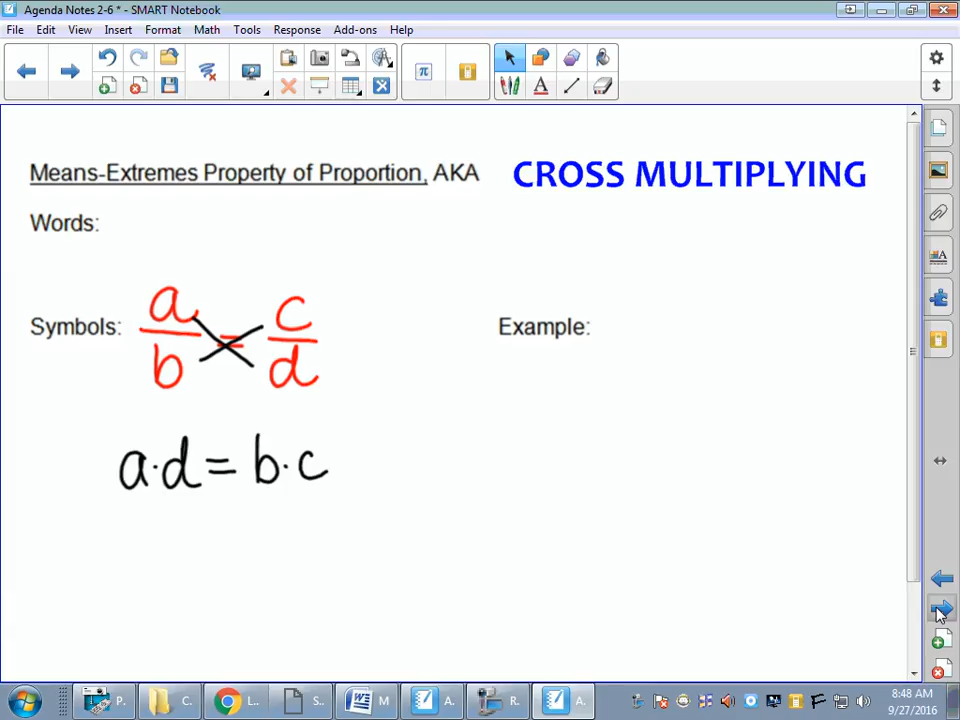 Agenda Notes 2-6 * - SMART Notebook
File Edit View Insert Format Math Tools Response Add-ons Help
π
A
A
Means-Extremes Property of Proportion, AKA CROSS MULTIPLYING
Words:
Symbols: a/b = c/d
Example:
a·d = b·c
P. C. L.. S.. W M A. R. A.
8:48 AM
9/27/2016